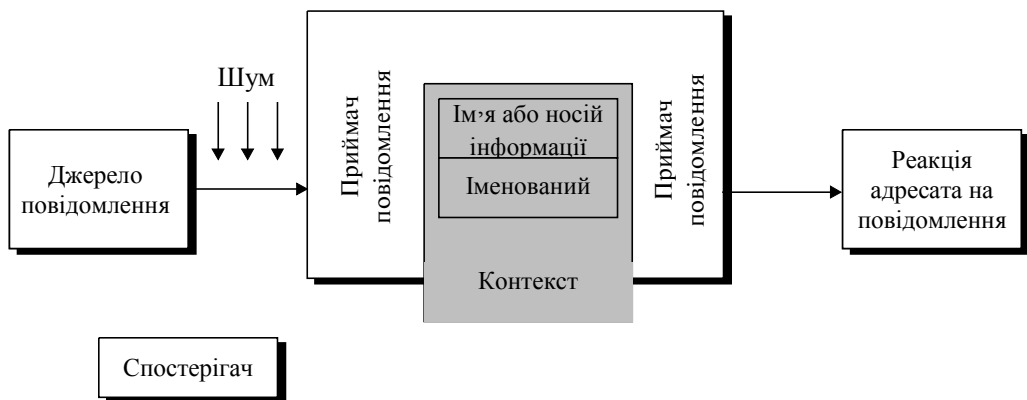 Шум
Джерело
повідомлення
Приймач
повідомлення
Ім’я або носій
інформації
Іменований
Контекст
Приймач
повідомлення
Реакція
адресата на
повідомлення
Спостерігач